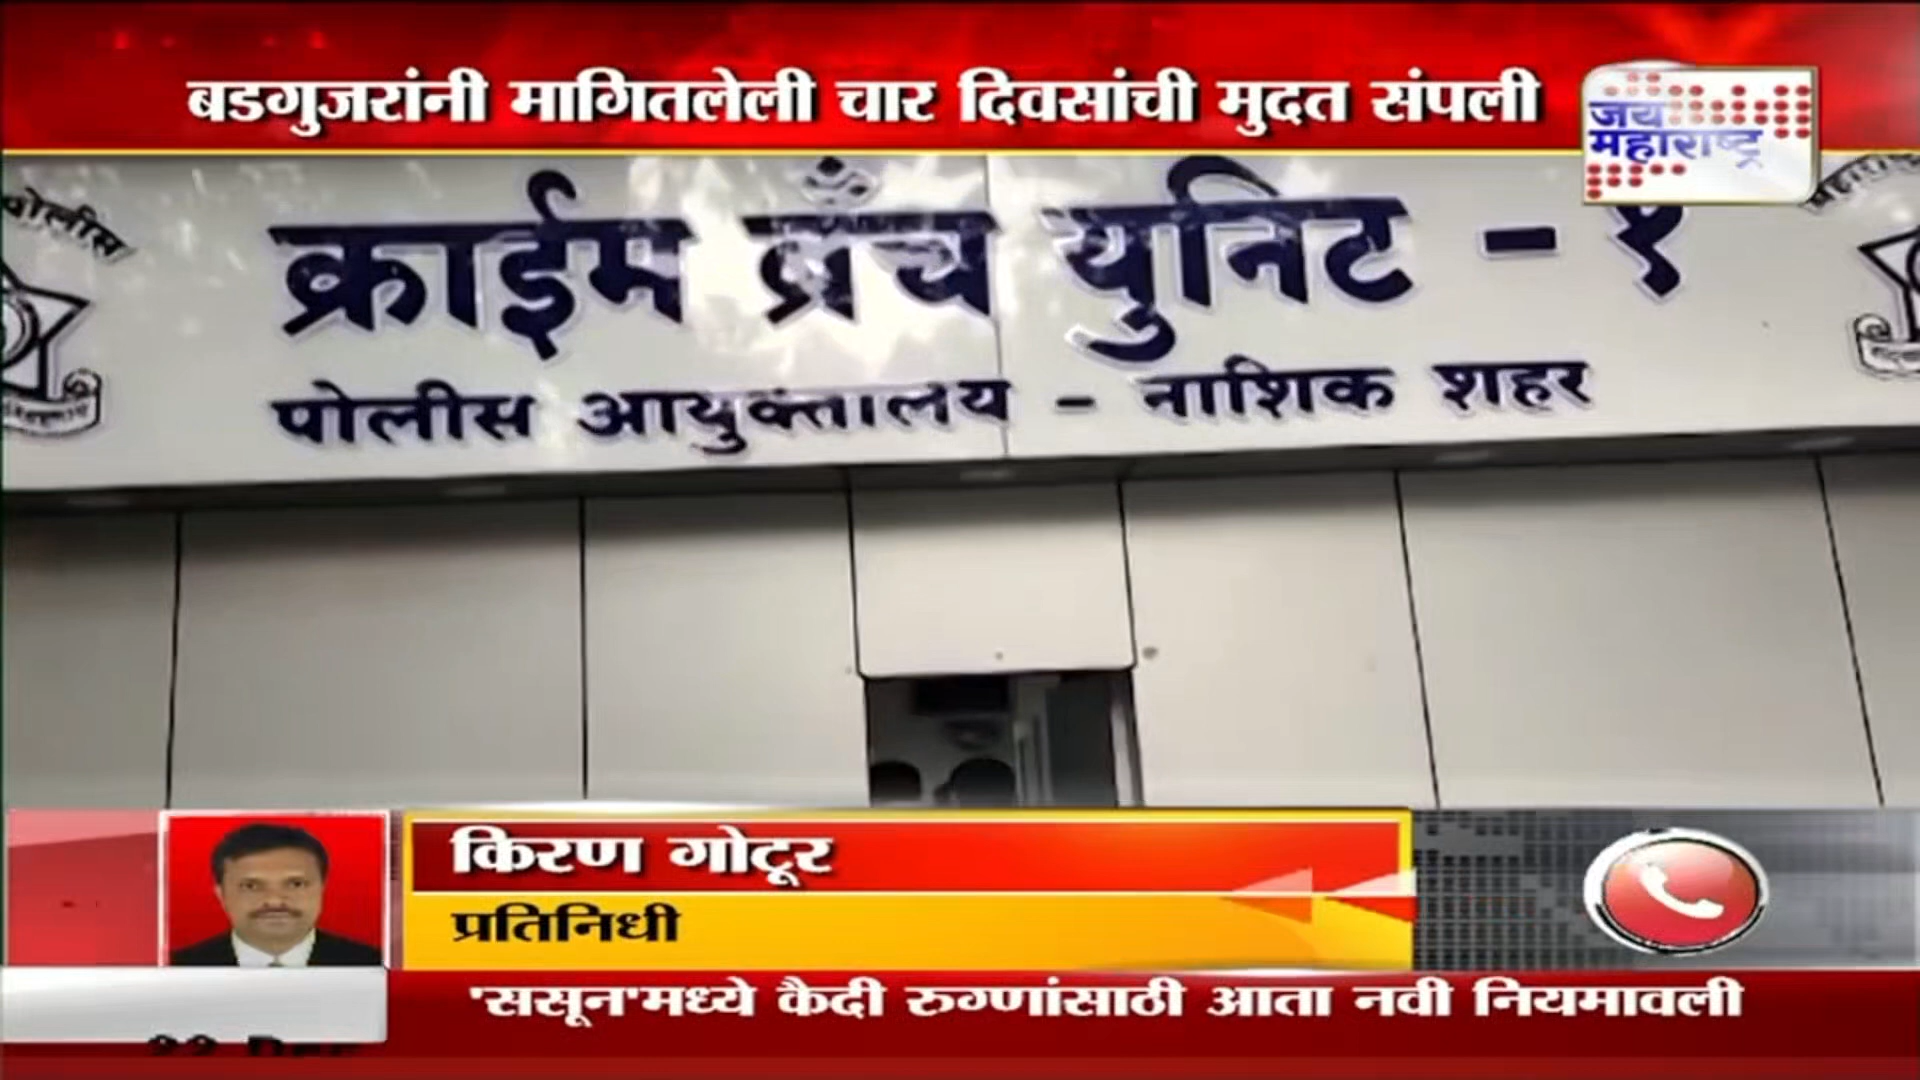 बडगुजरांनी मागितलेली चार दिवसांची मुदत संपली
जय
महाराष्ट्र
पोलीस
क्राईम ब्रँच युनिट - १
पोलीस आयुक्तालय - नाशिक शहर
किरण गोटूर
प्रतिनिधी
'ससून'मध्ये कैदी रुग्णांसाठी आता नवी नियमावली